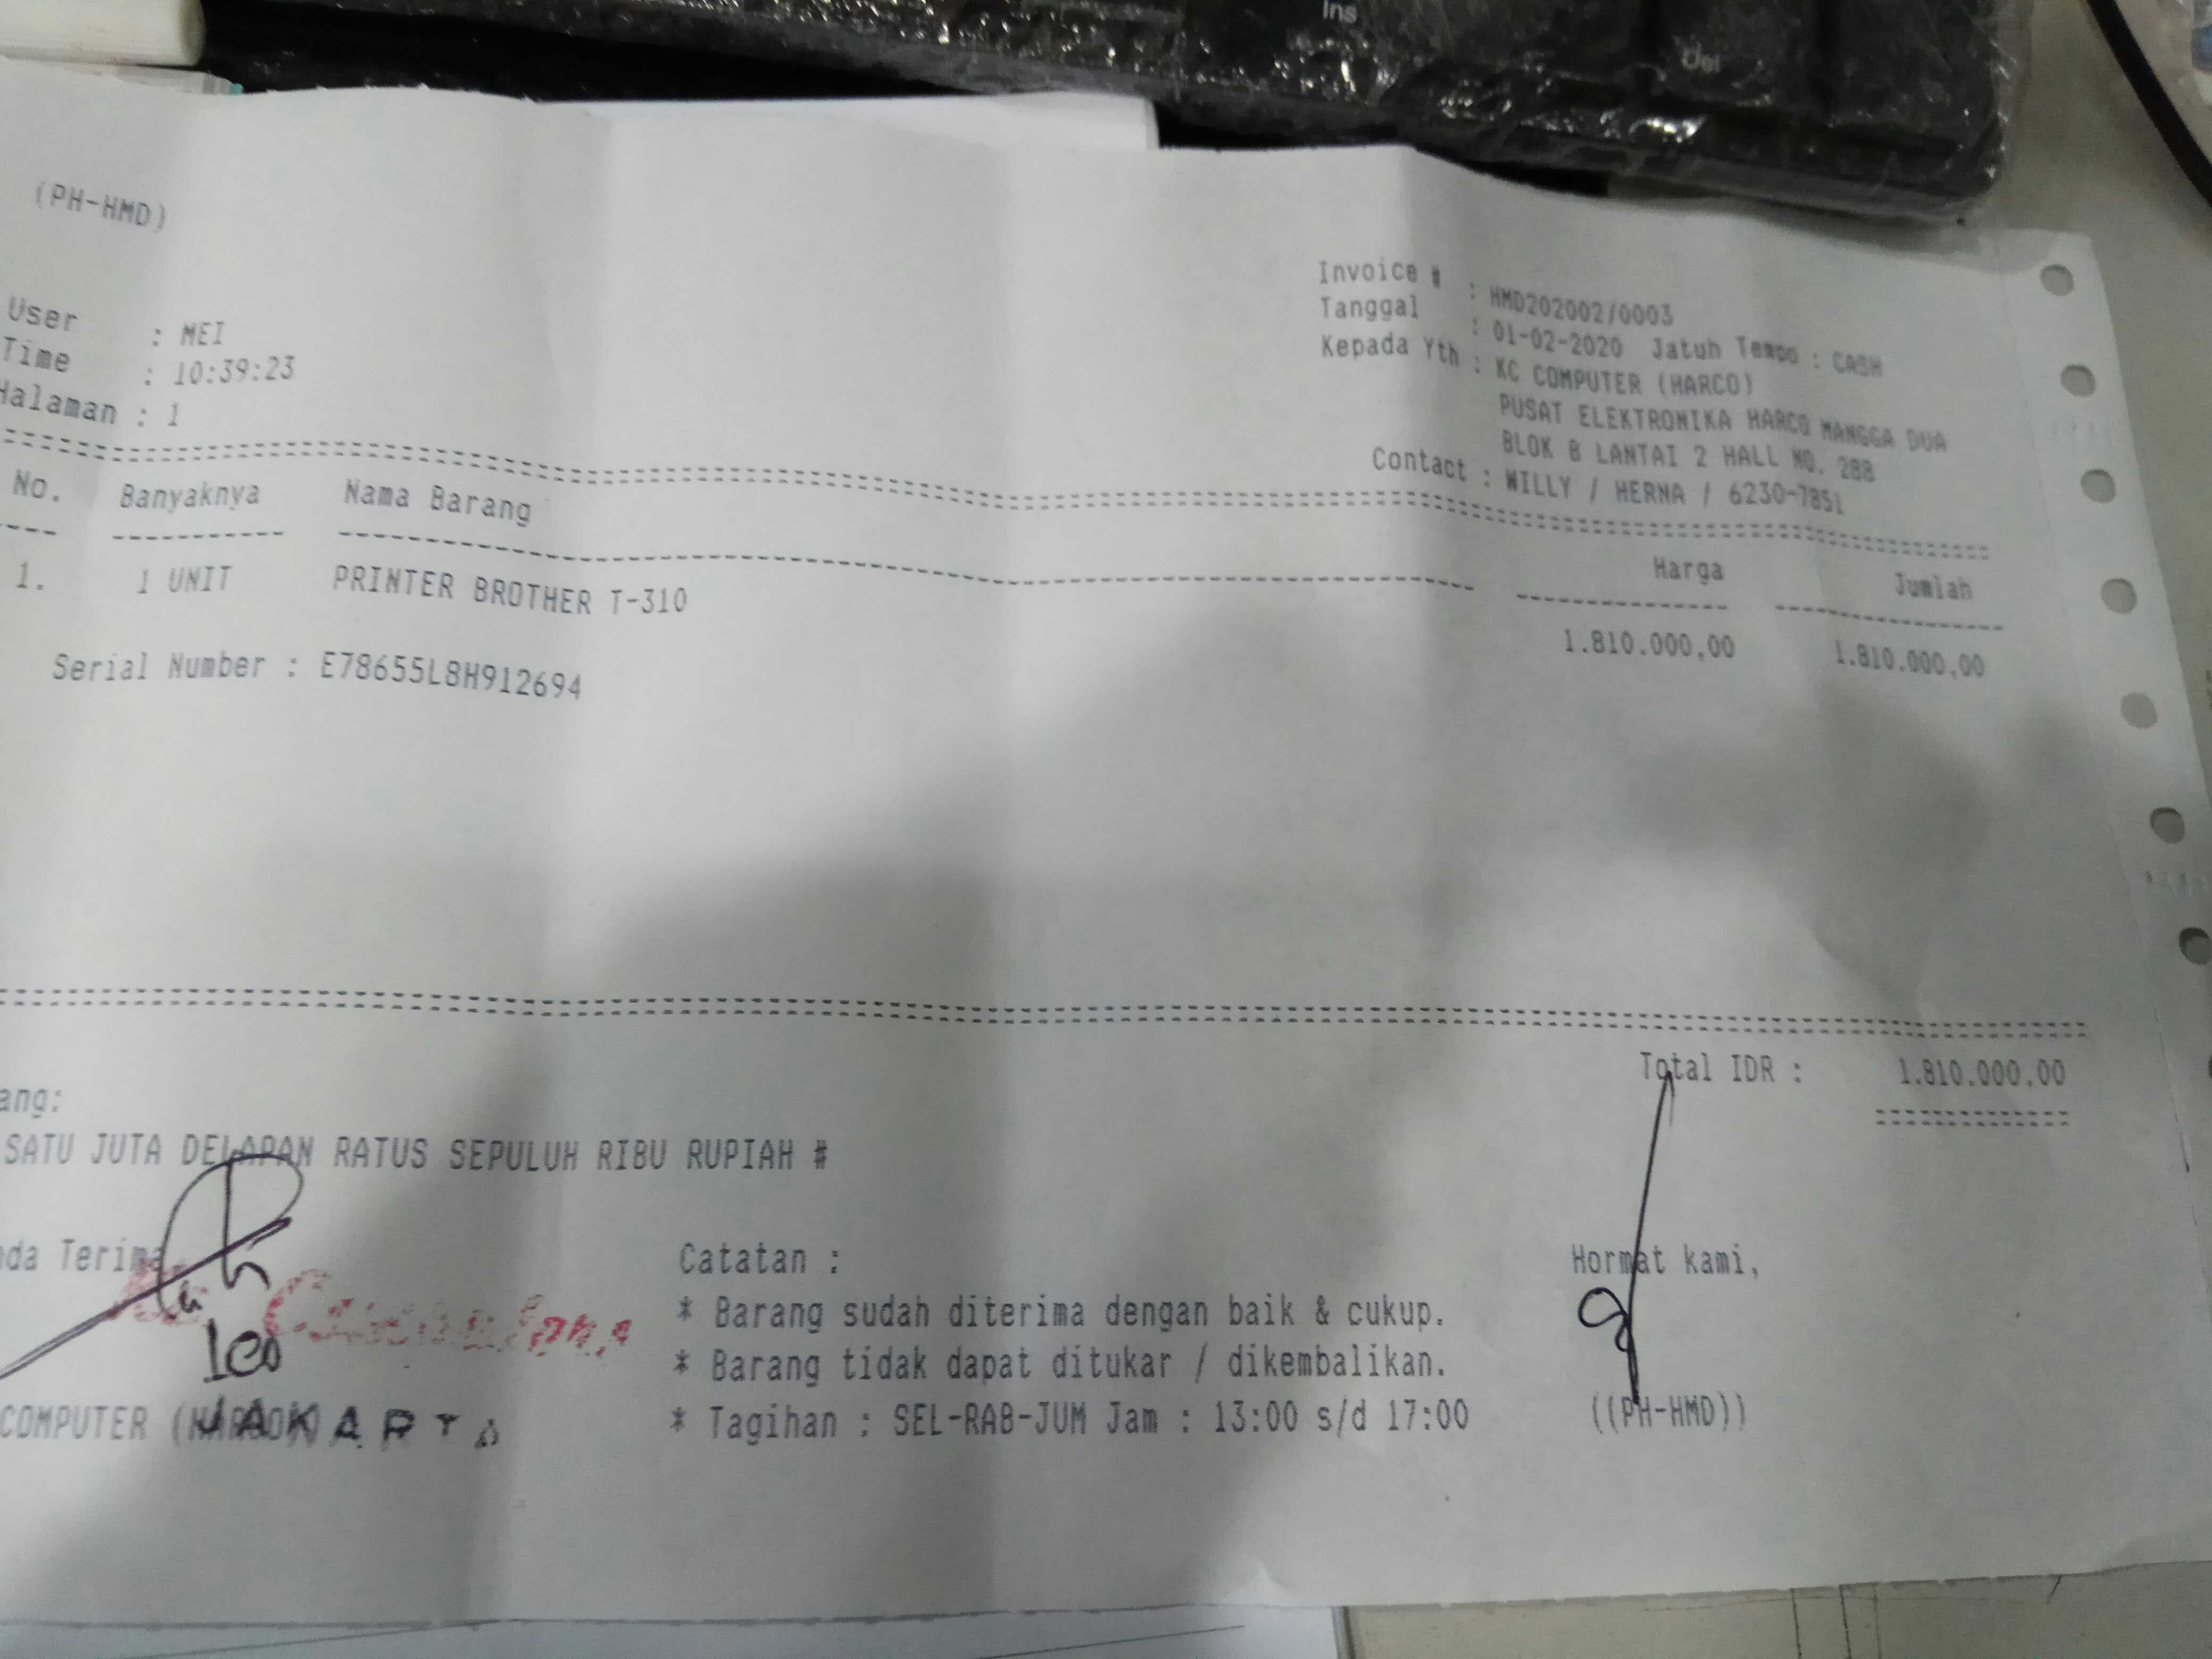 Ins
Del
(PH-HMD)
User : MEI
Time : 10:39:23
Halaman : 1
Invoice # : HMD202002/0003
Tanggal : 01-02-2020 Jatuh Tempo : CASH
Kepada Yth : KC COMPUTER (HARCO)
PUSAT ELEKTRONIKA HARCO MANGGA DUA
BLOK B LANTAI 2 HALL NO. 288
Contact : WILLY / HERNA / 6230-7851
No. Banyaknya Nama Barang Harga Jumlah
1. 1 UNIT PRINTER BROTHER T-310 1.810.000,00 1.810.000,00
Serial Number : E78655L8H912694
Total IDR : 1.810.000,00
ang:
SATU JUTA DELAPAN RATUS SEPULUH RIBU RUPIAH #
da Terima
Catatan :
Hormat kami,
* Barang sudah diterima dengan baik & cukup.
* Barang tidak dapat ditukar / dikembalikan.
* Tagihan : SEL-RAB-JUM Jam : 13:00 s/d 17:00
leo
COMPUTER (HARCO)
JAKARTA
((PH-HMD))